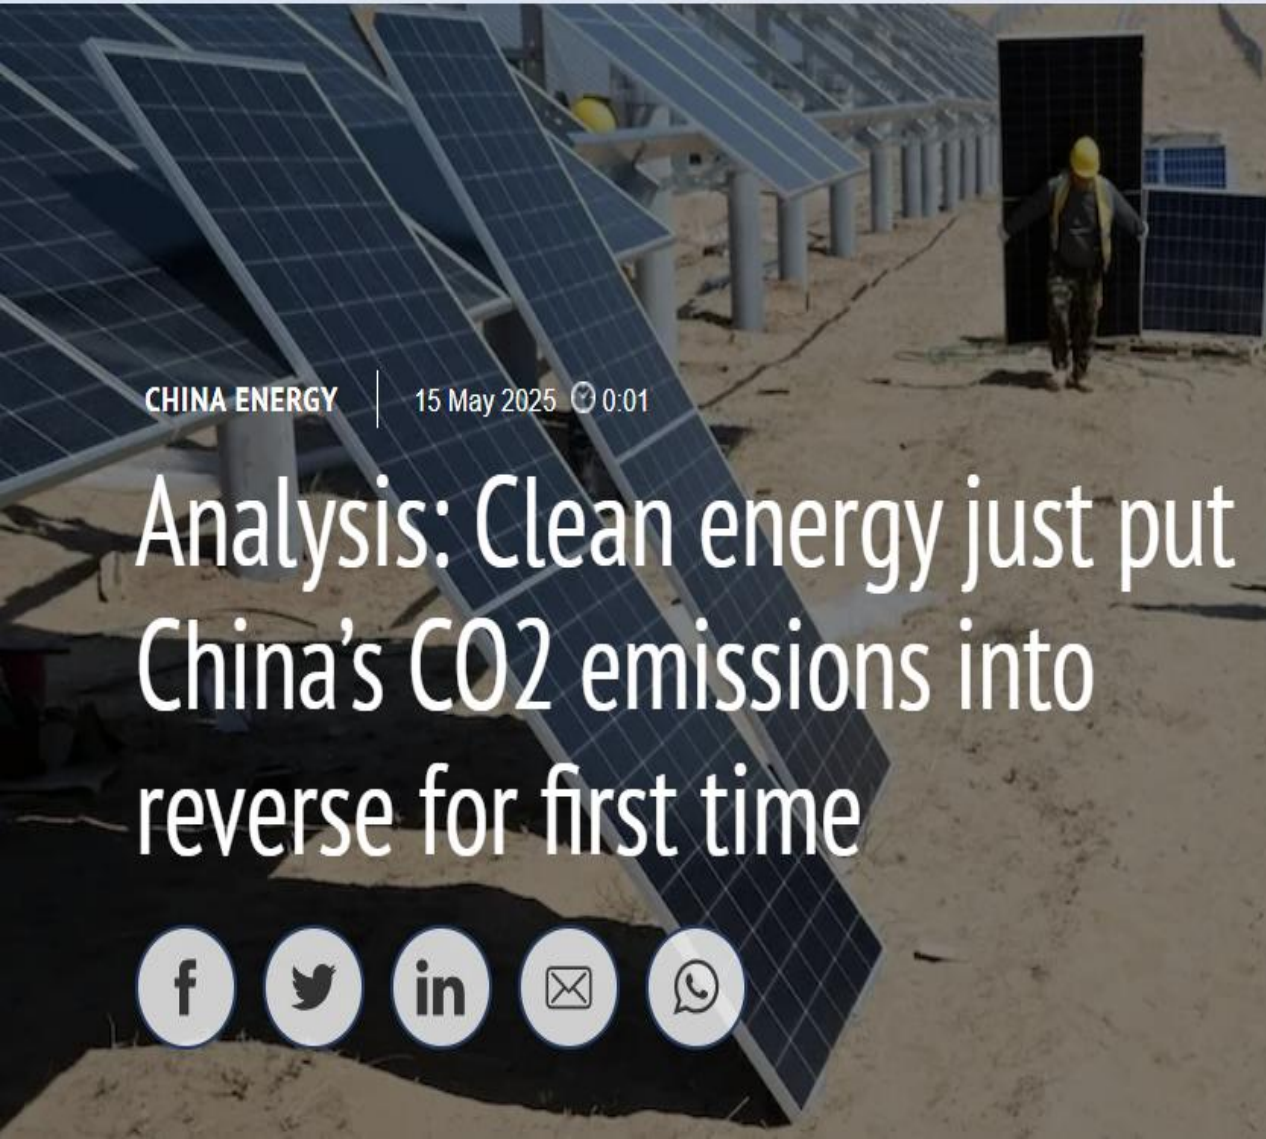 CHINA ENERGY 15 May 2025 0:01
Analysis: Clean energy just put
China’s CO2 emissions into
reverse for first time
f in